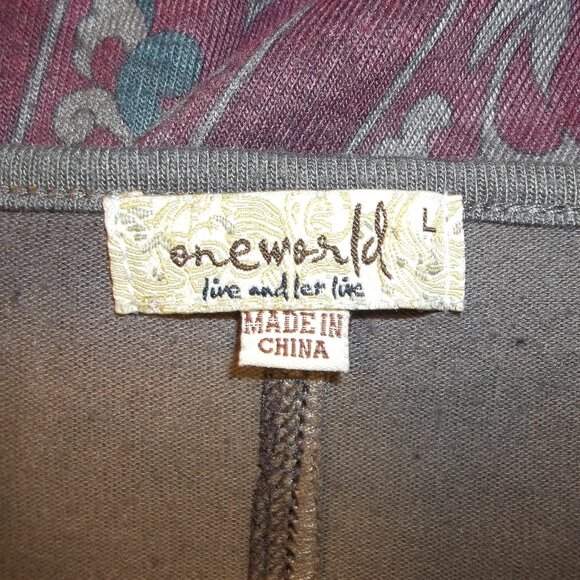 oneworld
L
live and let live
MADE IN
CHINA